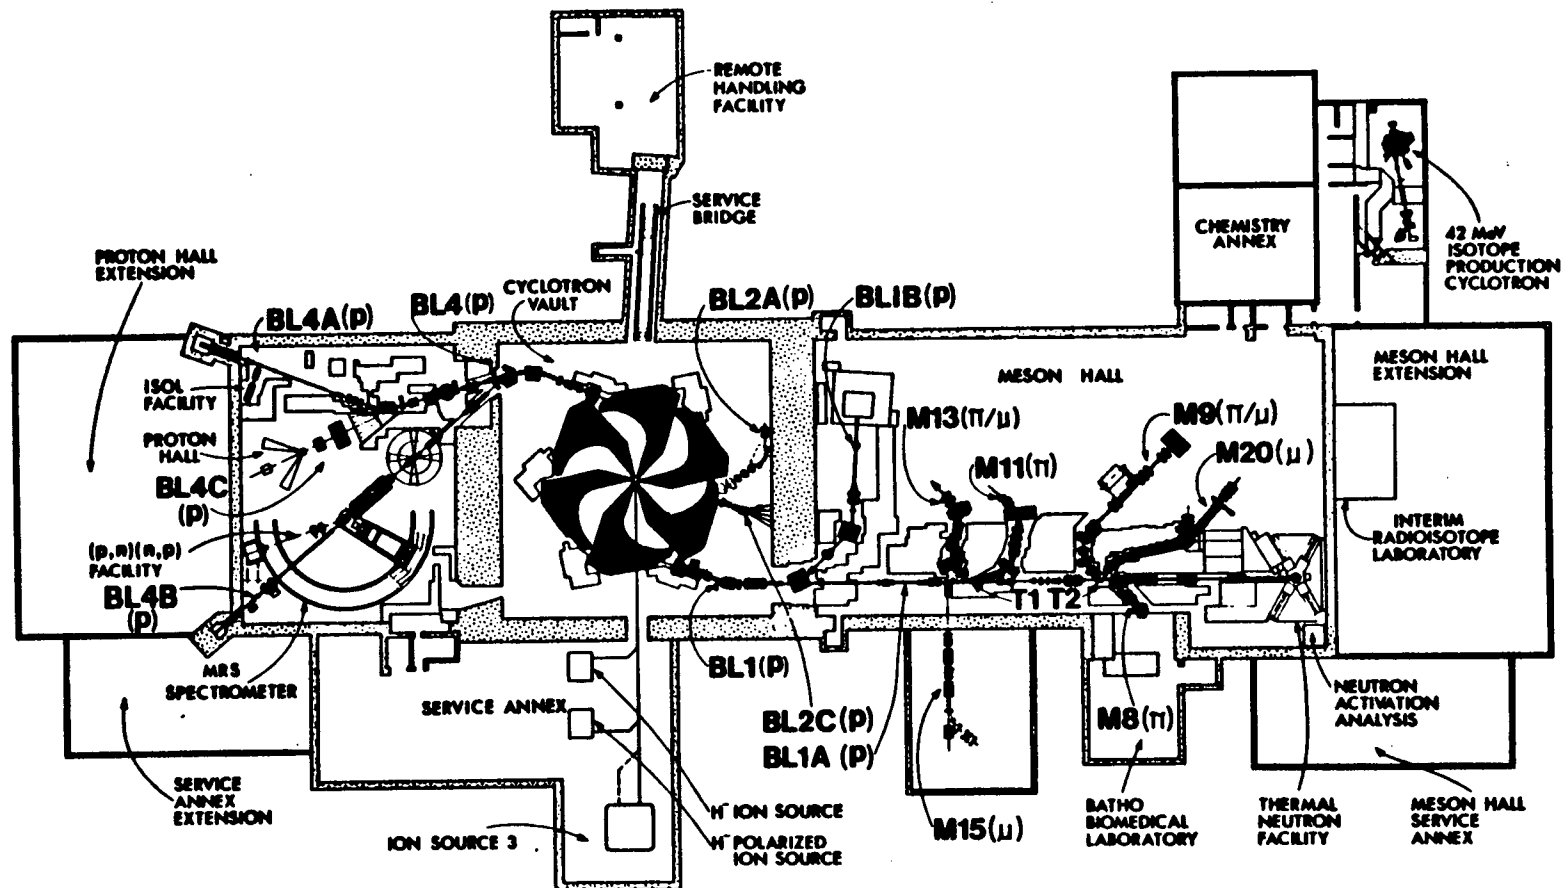 REMOTE
HANDLING
FACILITY
SERVICE
BRIDGE
CHEMISTRY
ANNEX
42 MeV
ISOTOPE
PRODUCTION
CYCLOTRON
PROTON HALL
EXTENSION
CYCLOTRON
VAULT
BL4A(p)
BL4(p)
BL2A(p)
BL1B(p)
ISOL
FACILITY
MESON HALL
MESON HALL
EXTENSION
PROTON
HALL
M13(π/μ)
M9(π/μ)
M11(π)
M20(μ)
BL4C
(p)
INTERIM
RADIOISOTOPE
LABORATORY
(p,n)(n,p)
FACILITY
BL4B
(p)
T1 T2
MRS
SPECTROMETER
BL1(p)
SERVICE ANNEX
BL2C(p)
BL1A (p)
M8(π)
NEUTRON
ACTIVATION
ANALYSIS
SERVICE
ANNEX
EXTENSION
ION SOURCE 3
H⁻ ION SOURCE
H⁻ POLARIZED
ION SOURCE
M15(μ)
BATHO
BIOMEDICAL
LABORATORY
THERMAL
NEUTRON
FACILITY
MESON HALL
SERVICE
ANNEX